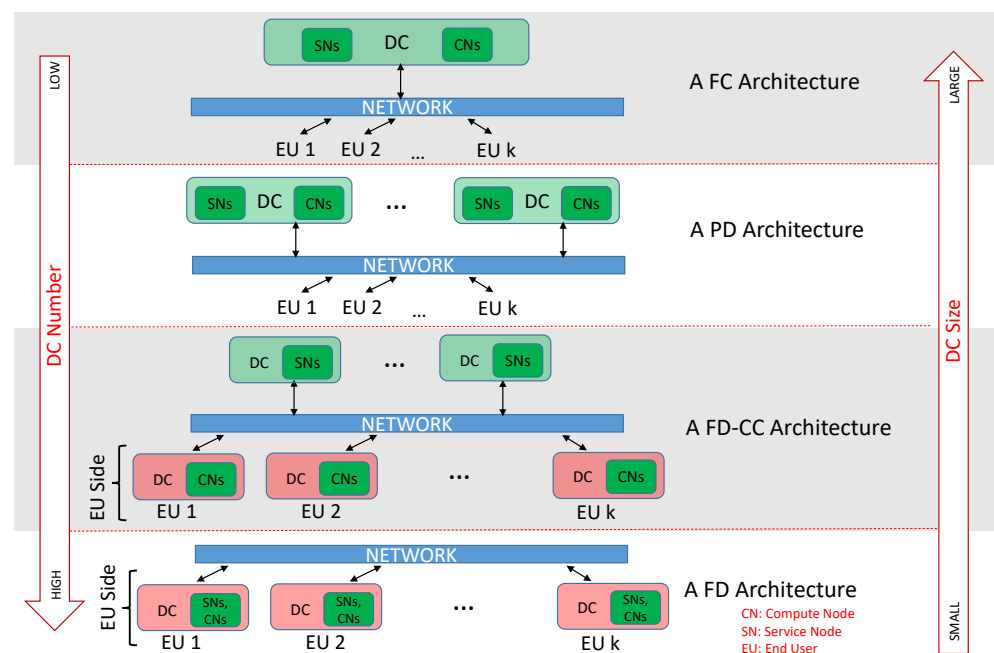 LOW
DC Number
HIGH
SNs DC CNs
NETWORK
EU 1 EU 2 ... EU k
A FC Architecture
SNs DC CNs ... SNs DC CNs
NETWORK
EU 1 EU 2 ... EU k
A PD Architecture
DC SNs ... DC SNs
NETWORK
EU Side
DC CNs DC CNs ... DC CNs
EU 1 EU 2 EU k
A FD-CC Architecture
NETWORK
EU Side
DC SNs, CNs DC SNs, CNs ... DC SNs, CNs
EU 1 EU 2 EU k
A FD Architecture
CN: Compute Node
SN: Service Node
EU: End User
LARGE
DC Size
SMALL